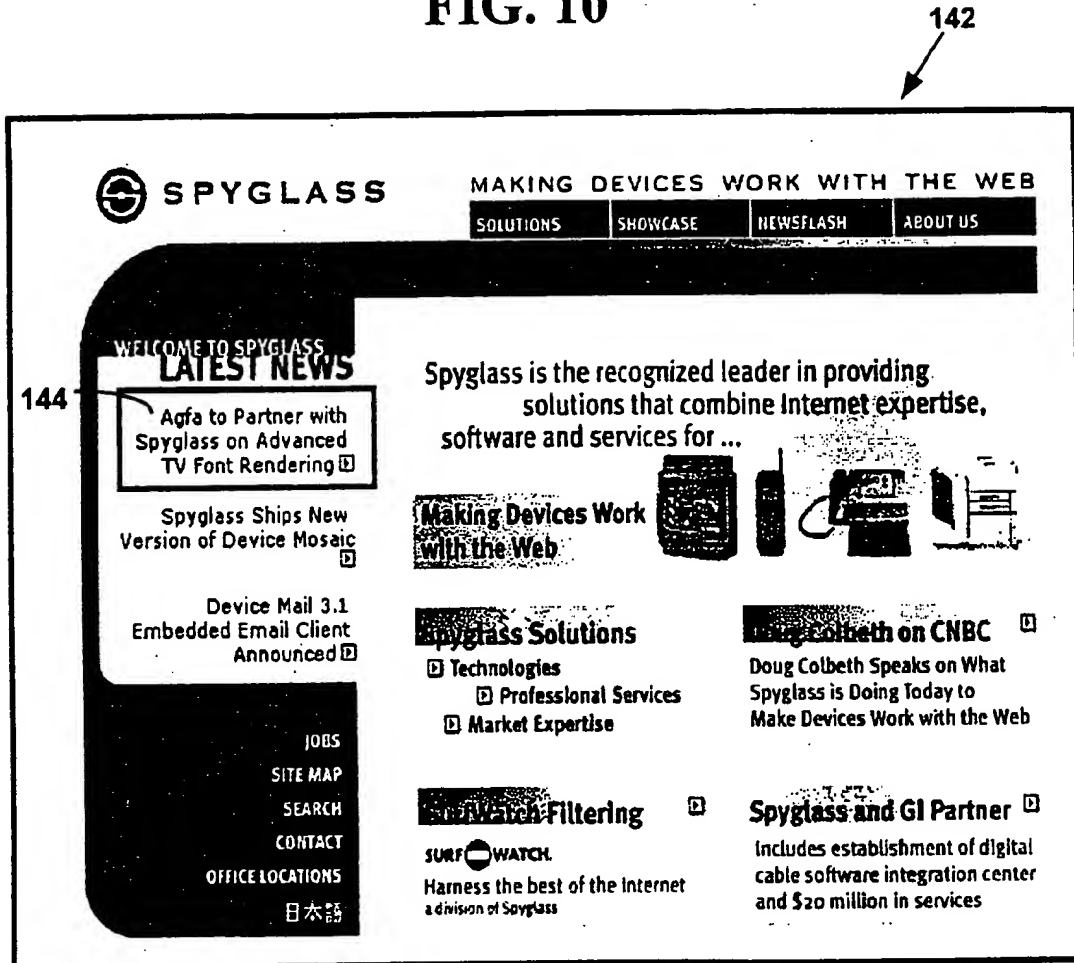 FIG. 10
142
SPYGLASS
MAKING DEVICES WORK WITH THE WEB
SOLUTIONS
SHOWCASE
NEWSFLASH
ABOUT US
WELCOME TO SPYGLASS
LATEST NEWS
144
Agfa to Partner with
Spyglass on Advanced
TV Font Rendering
Spyglass Ships New
Version of Device Mosaic
Device Mail 3.1
Embedded Email Client
Announced
JOBS
SITE MAP
SEARCH
CONTACT
OFFICE LOCATIONS
日本語
Spyglass is the recognized leader in providing
solutions that combine Internet expertise,
software and services for ...
Making Devices Work
with the Web
Spyglass Solutions
Technologies
Professional Services
Market Expertise
Doug Colbeth on CNBC
Doug Colbeth Speaks on What
Spyglass is Doing Today to
Make Devices Work with the Web
SurfWatch Filtering
SURF WATCH.
Harness the best of the Internet
a division of Spyglass
Spyglass and GI Partner
Includes establishment of digital
cable software integration center
and $20 million in services